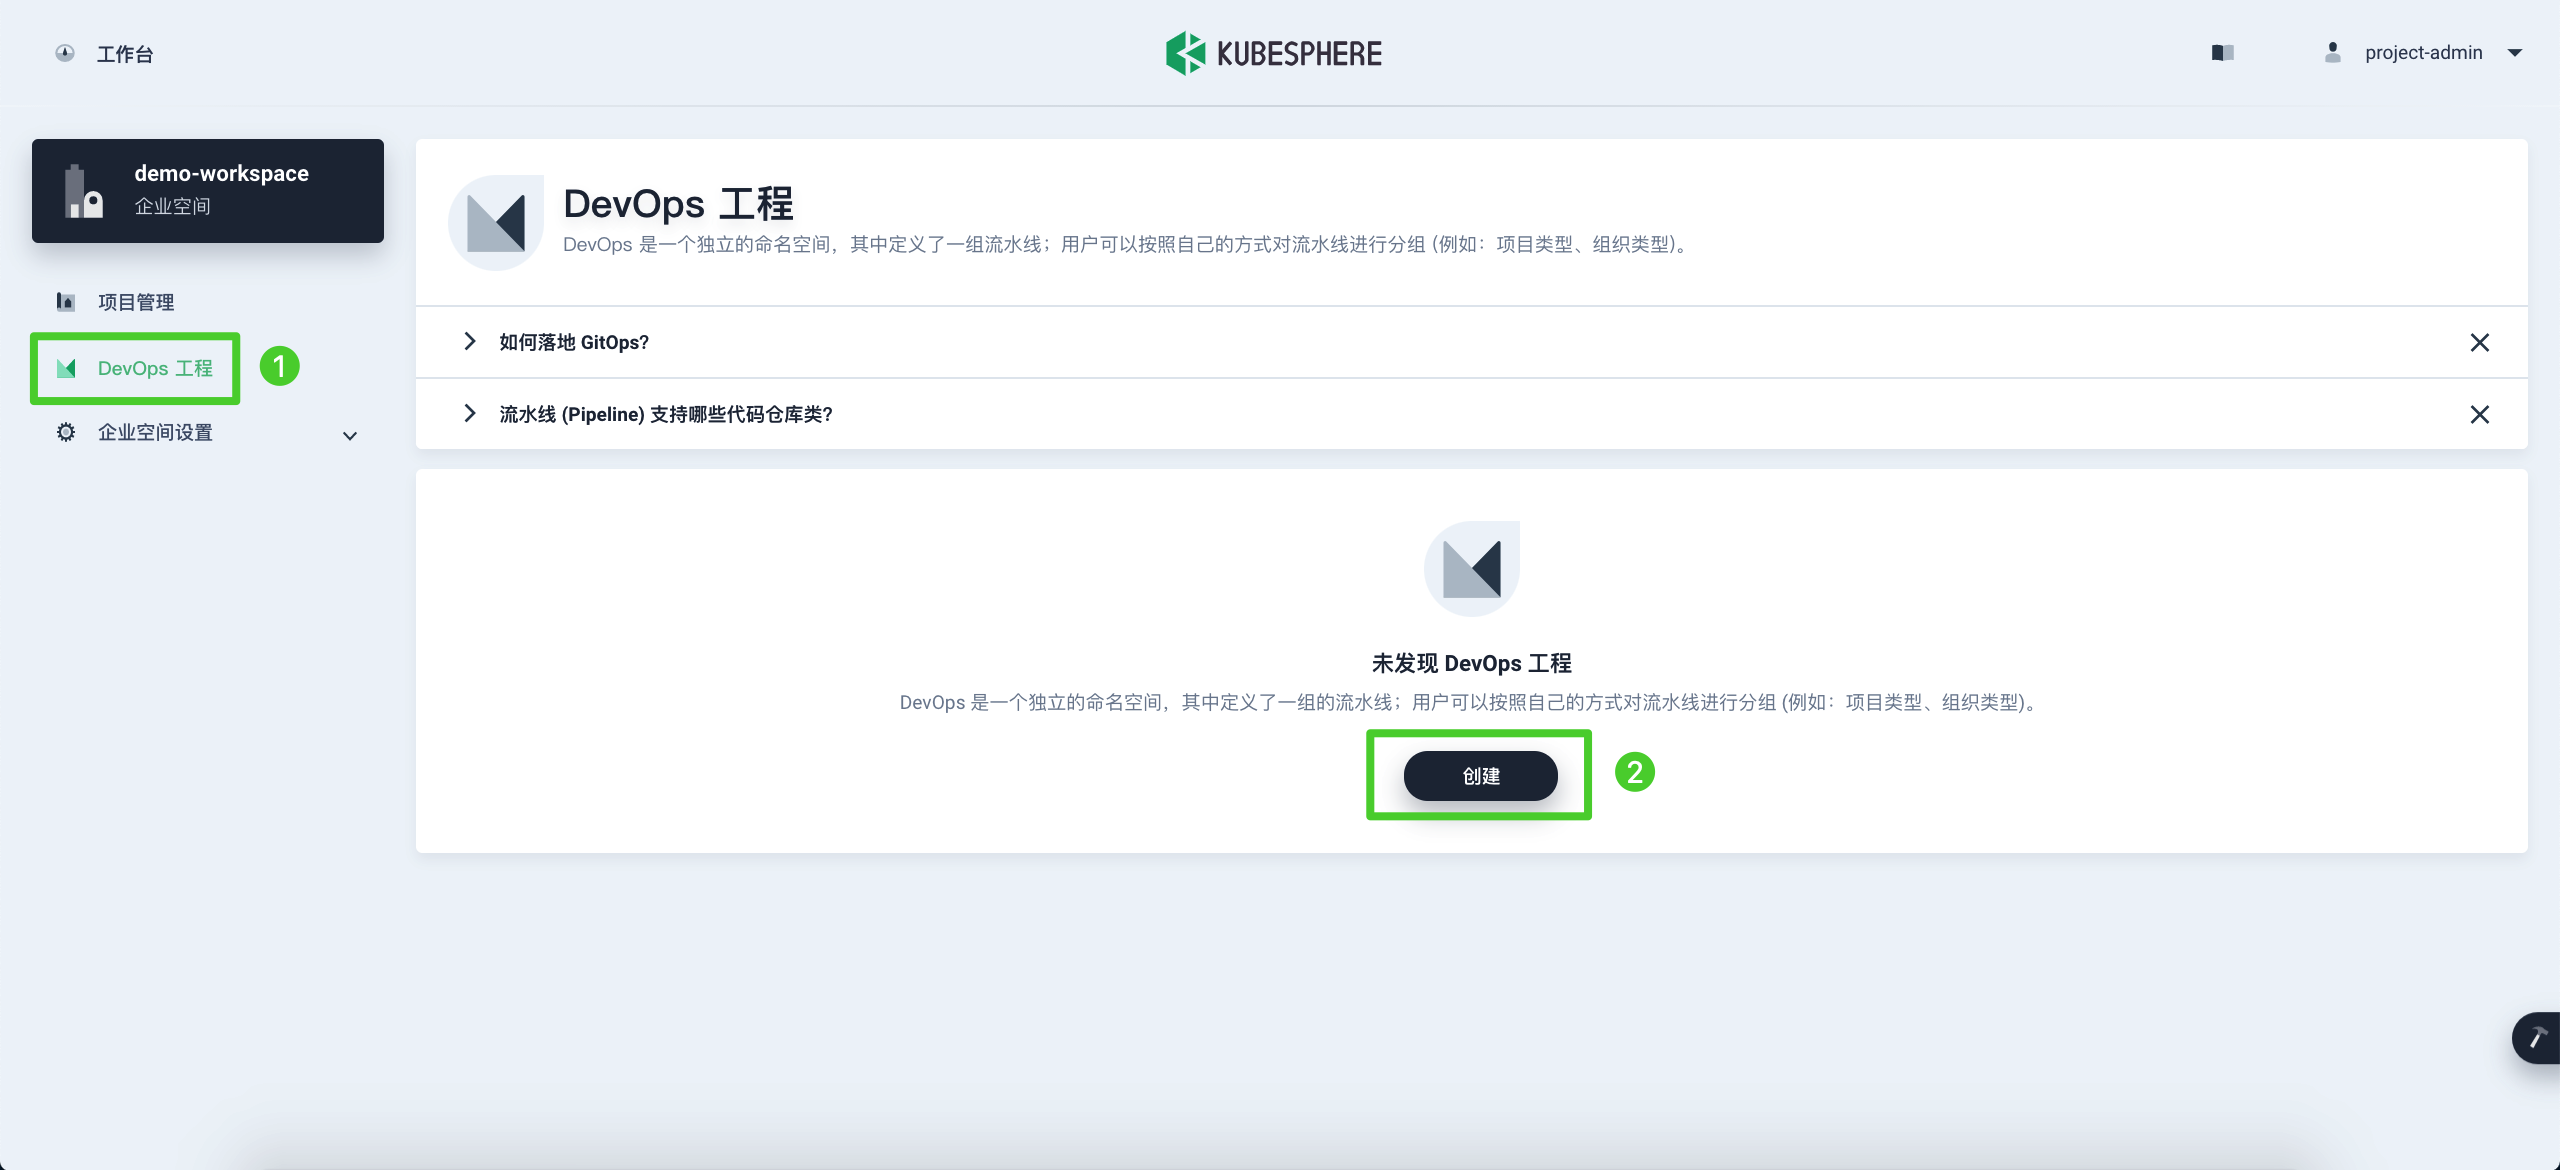 工作台
KUBESPHERE
project-admin
demo-workspace
企业空间
项目管理
DevOps 工程
1
企业空间设置
DevOps 工程
DevOps 是一个独立的命名空间，其中定义了一组流水线；用户可以按照自己的方式对流水线进行分组 (例如：项目类型、组织类型)。
如何落地 GitOps?
流水线 (Pipeline) 支持哪些代码仓库类?
未发现 DevOps 工程
DevOps 是一个独立的命名空间，其中定义了一组的流水线；用户可以按照自己的方式对流水线进行分组 (例如：项目类型、组织类型)。
创建
2